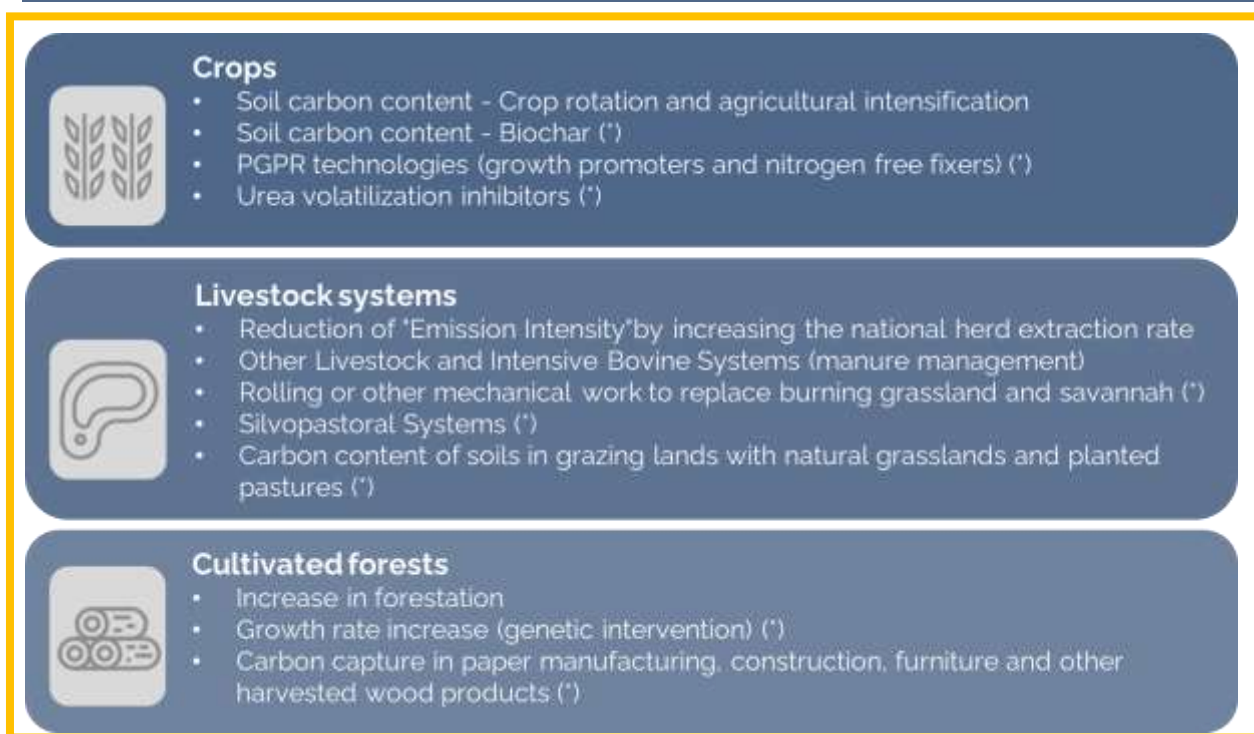 Crops
• Soil carbon content - Crop rotation and agricultural intensification
• Soil carbon content - Biochar (*)
• PGPR technologies (growth promoters and nitrogen free fixers) (*)
• Urea volatilization inhibitors (*)
Livestock systems
• Reduction of "Emission Intensity"by increasing the national herd extraction rate
• Other Livestock and Intensive Bovine Systems (manure management)
• Rolling or other mechanical work to replace burning grassland and savannah (*)
• Silvopastoral Systems (*)
• Carbon content of soils in grazing lands with natural grasslands and planted
pastures (*)
Cultivated forests
• Increase in forestation
• Growth rate increase (genetic intervention) (*)
• Carbon capture in paper manufacturing, construction, furniture and other
harvested wood products (*)